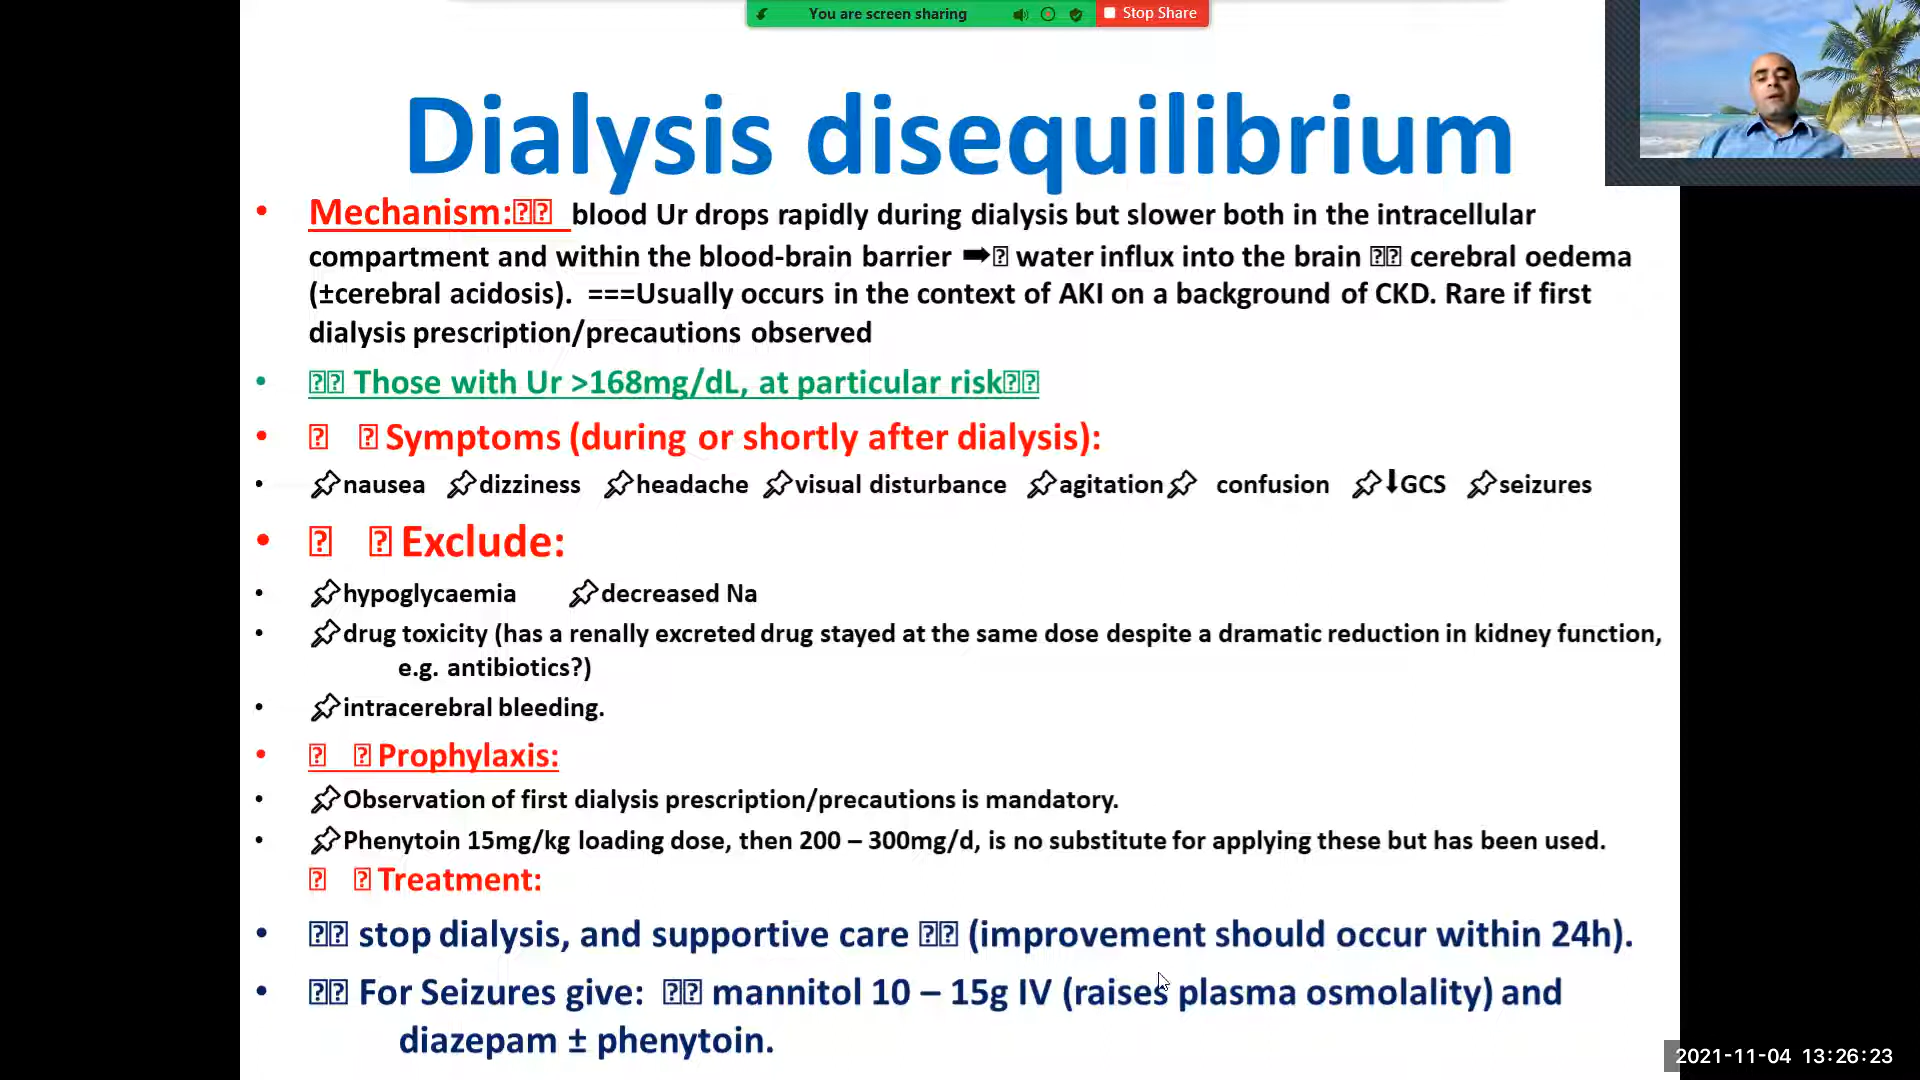 You are screen sharing
Stop Share
Dialysis disequilibrium
• Mechanism: blood Ur drops rapidly during dialysis but slower both in the intracellular
compartment and within the blood-brain barrier ➡ water influx into the brain cerebral oedema
(±cerebral acidosis). ===Usually occurs in the context of AKI on a background of CKD. Rare if first
dialysis prescription/precautions observed
• Those with Ur >168mg/dL, at particular risk
• Symptoms (during or shortly after dialysis):
• 📌nausea 📌dizziness 📌headache 📌visual disturbance 📌agitation📌 confusion 📌⬇GCS 📌seizures
• Exclude:
• 📌hypoglycaemia 📌decreased Na
• 📌drug toxicity (has a renally excreted drug stayed at the same dose despite a dramatic reduction in kidney function,
e.g. antibiotics?)
• 📌intracerebral bleeding.
• Prophylaxis:
• 📌Observation of first dialysis prescription/precautions is mandatory.
• 📌Phenytoin 15mg/kg loading dose, then 200 – 300mg/d, is no substitute for applying these but has been used.
Treatment:
• stop dialysis, and supportive care (improvement should occur within 24h).
• For Seizures give: mannitol 10 – 15g IV (raises plasma osmolality) and
diazepam ± phenytoin.
2021-11-04 13:26:23